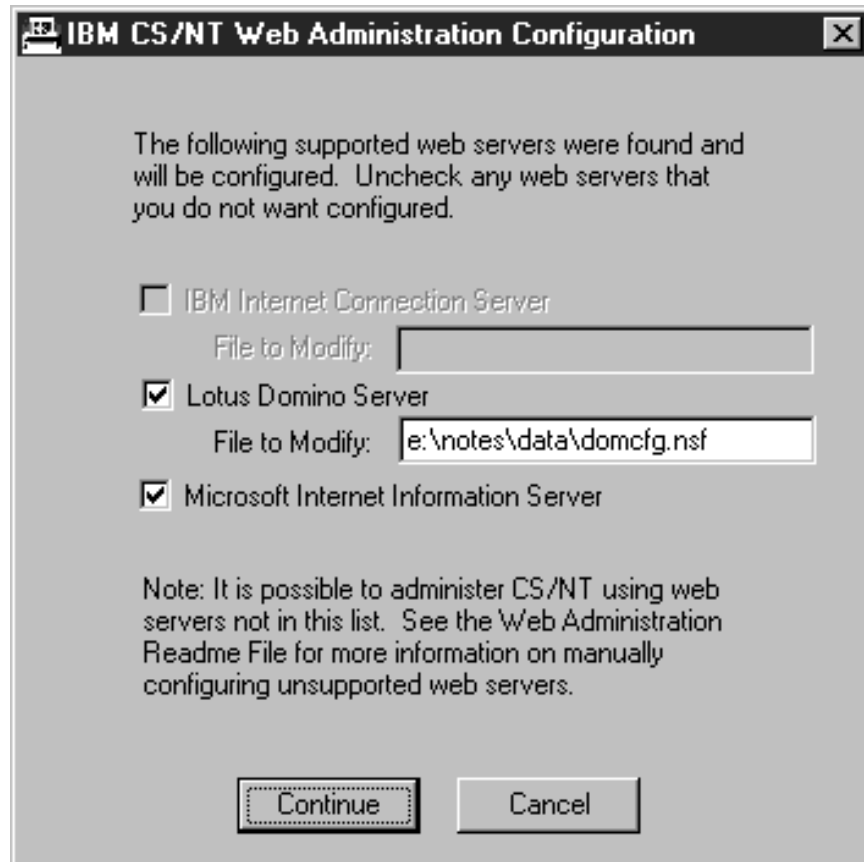 IBM CS/NT Web Administration Configuration
The following supported web servers were found and
will be configured.  Uncheck any web servers that
you do not want configured.
IBM Internet Connection Server
File to Modify:
Lotus Domino Server
File to Modify: e:\notes\data\domcfg.nsf
Microsoft Internet Information Server
Note: It is possible to administer CS/NT using web
servers not in this list.  See the Web Administration
Readme File for more information on manually
configuring unsupported web servers.
Continue Cancel